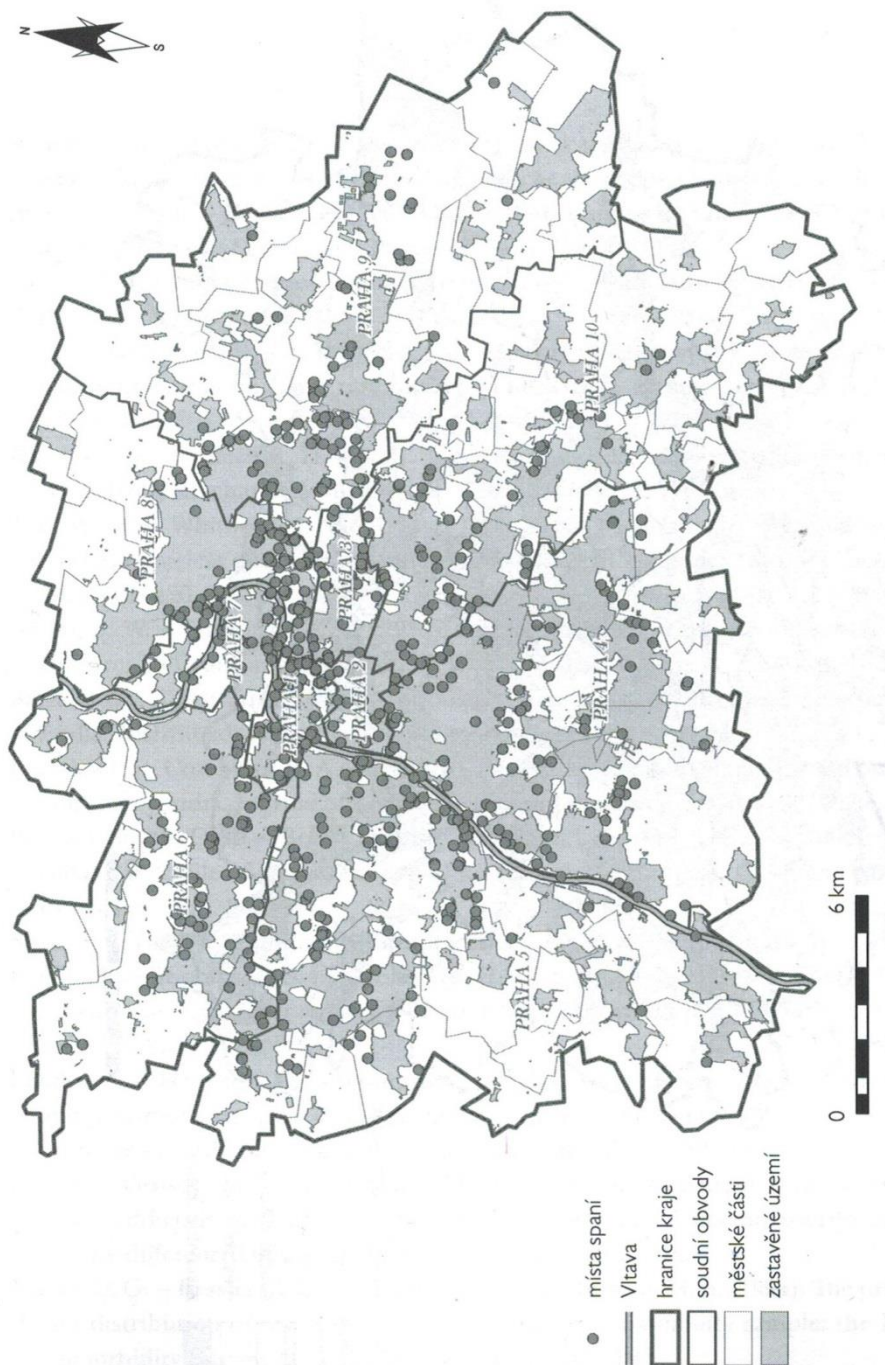 N
S
PRAHA 9
PRAHA 8
PRAHA 10
PRAHA 7
PRAHA 3
PRAHA 1
PRAHA 2
PRAHA 4
PRAHA 6
PRAHA 5
0
6 km
místa spaní
Vltava
hranice kraje
soudní obvody
městské části
zastavěné území